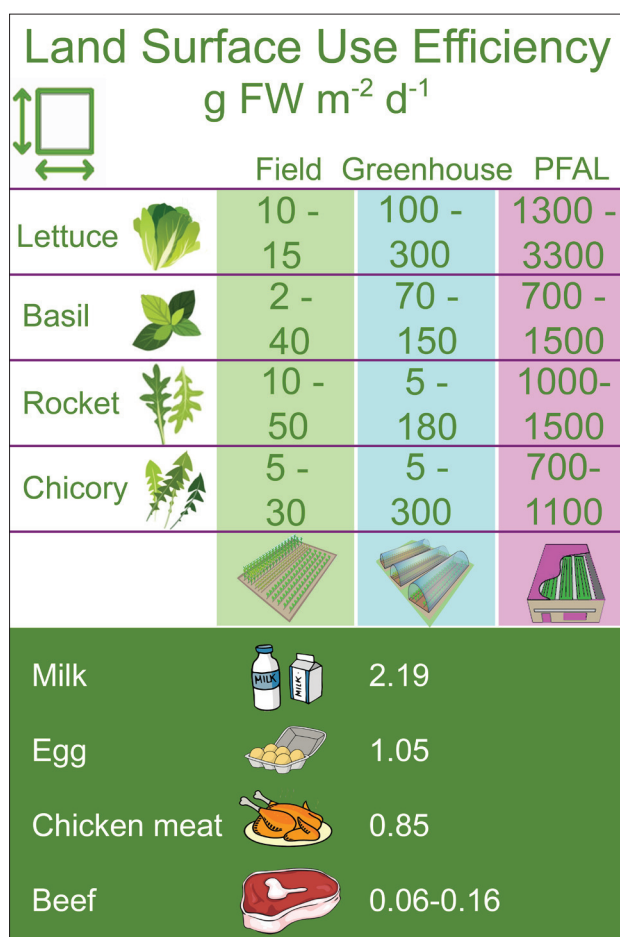 Land Surface Use Efficiency
g FW m-2 d-1
Field Greenhouse PFAL
Lettuce 10 - 15 100 - 300 1300 - 3300
Basil 2 - 40 70 - 150 700 - 1500
Rocket 10 - 50 5 - 180 1000- 1500
Chicory 5 - 30 5 - 300 700- 1100
Milk MILK MILK 2.19
Egg 1.05
Chicken meat 0.85
Beef 0.06-0.16